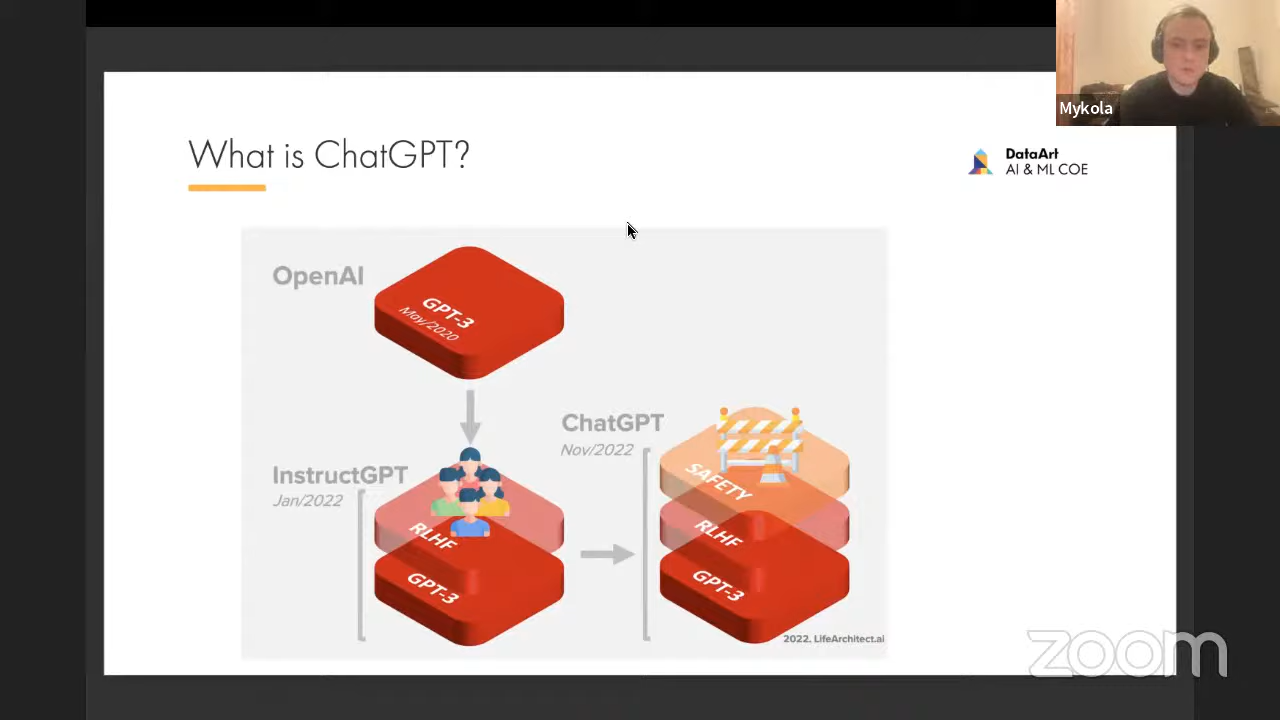 Mykola
What is ChatGPT?
DataArt
AI & ML COE
OpenAI
GPT-3
May/2020
InstructGPT
Jan/2022
RLHF
GPT-3
ChatGPT
Nov/2022
SAFETY
RLHF
GPT-3
2022. LifeArchitect.ai
zoom